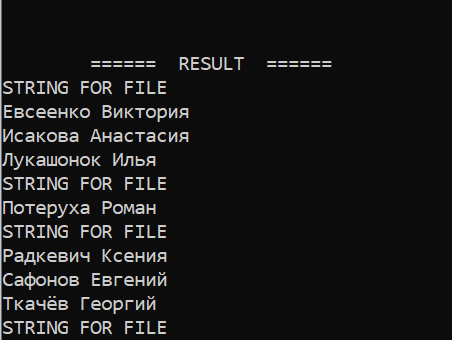 ====== RESULT ======
STRING FOR FILE
Евсеенко Виктория
Исакова Анастасия
Лукашонок Илья
STRING FOR FILE
Потеруха Роман
STRING FOR FILE
Радкевич Ксения
Сафонов Евгений
Ткачёв Георгий
STRING FOR FILE